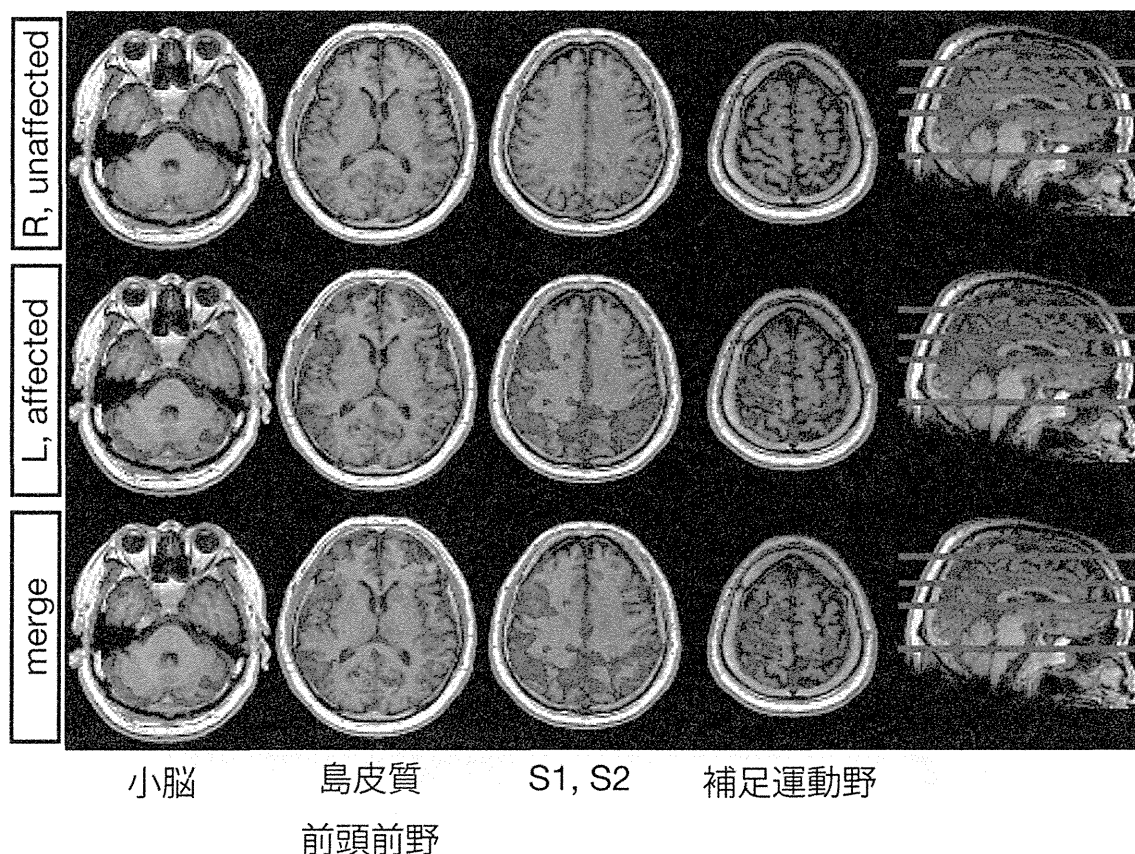 R, unaffected
L, affected
merge
小脳
島皮質
前頭前野
S1, S2
補足運動野